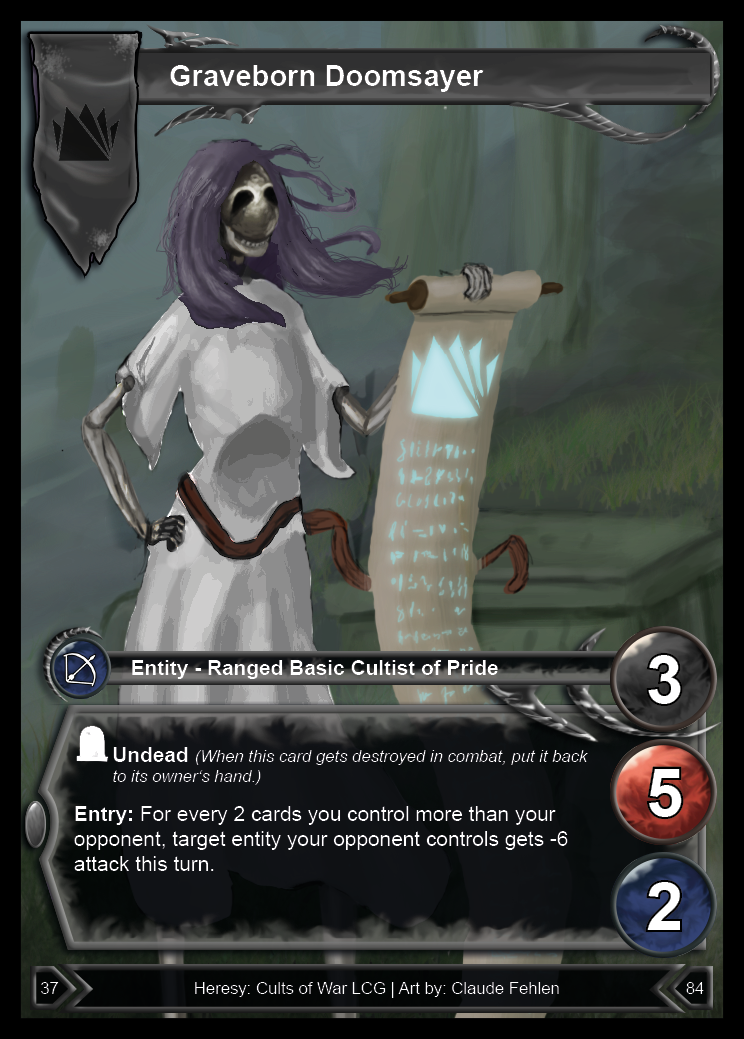 Graveborn Doomsayer
Entity - Ranged Basic Cultist of Pride
3
Undead (When this card gets destroyed in combat, put it back
to its owner's hand.)
5
Entry: For every 2 cards you control more than your
opponent, target entity your opponent controls gets -6
attack this turn.
2
37
Heresy: Cults of War LCG | Art by: Claude Fehlen
84